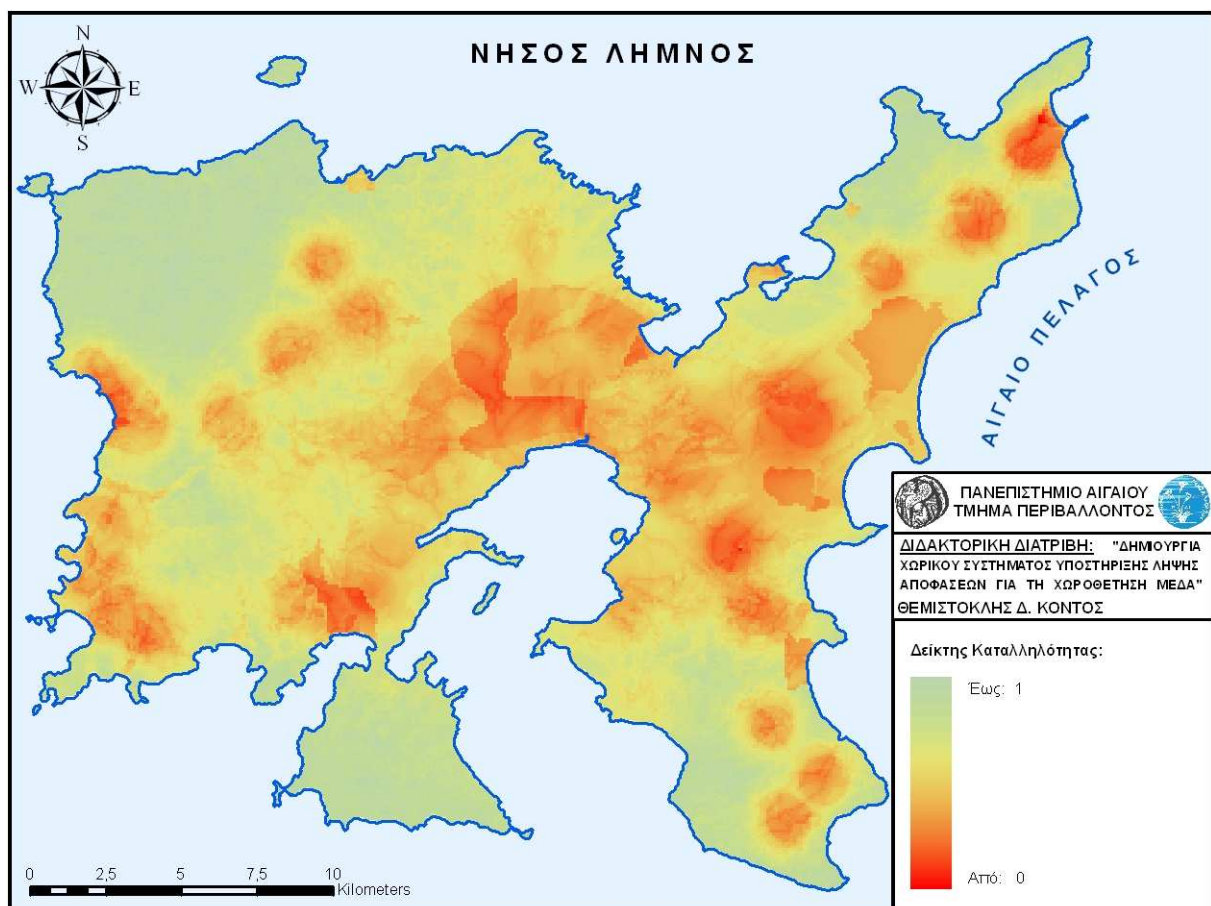 N
W E
S
ΝΗΣΟΣ ΛΗΜΝΟΣ
ΑΙΓΑΙΟ ΠΕΛΑΓΟΣ
ΠΑΝΕΠΙΣΤΗΜΙΟ ΑΙΓΑΙΟΥ
ΤΜΗΜΑ ΠΕΡΙΒΑΛΛΟΝΤΟΣ
ΔΙΔΑΚΤΟΡΙΚΗ ΔΙΑΤΡΙΒΗ: "ΔΗΜΙΟΥΡΓΙΑ
ΧΩΡΙΚΟΥ ΣΥΣΤΗΜΑΤΟΣ ΥΠΟΣΤΗΡΙΞΗΣ ΛΗΨΗΣ
ΑΠΟΦΑΣΕΩΝ ΓΙΑ ΤΗ ΧΩΡΟΘΕΤΗΣΗ ΜΕΔΑ"
ΘΕΜΙΣΤΟΚΛΗΣ Δ. ΚΟΝΤΟΣ
Δείκτης Καταλληλότητας:
Έως: 1
Από: 0
0 2,5 5 7,5 10
Kilometers